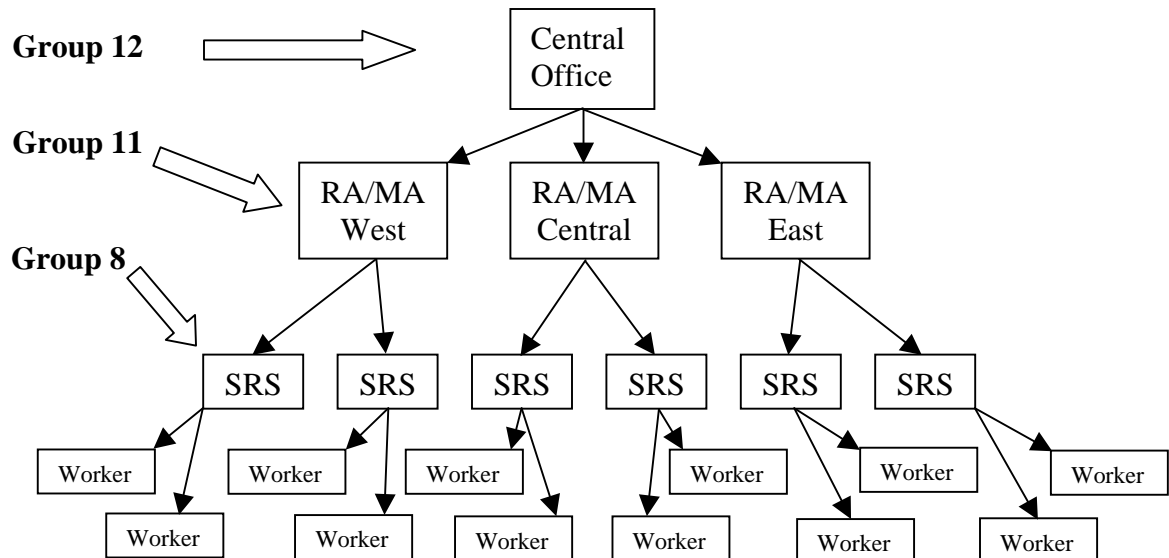 Group 12
Central
Office
Group 11
RA/MA
West
RA/MA
Central
RA/MA
East
Group 8
SRS
SRS
SRS
SRS
SRS
SRS
Worker
Worker
Worker
Worker
Worker
Worker
Worker
Worker
Worker
Worker
Worker
Worker